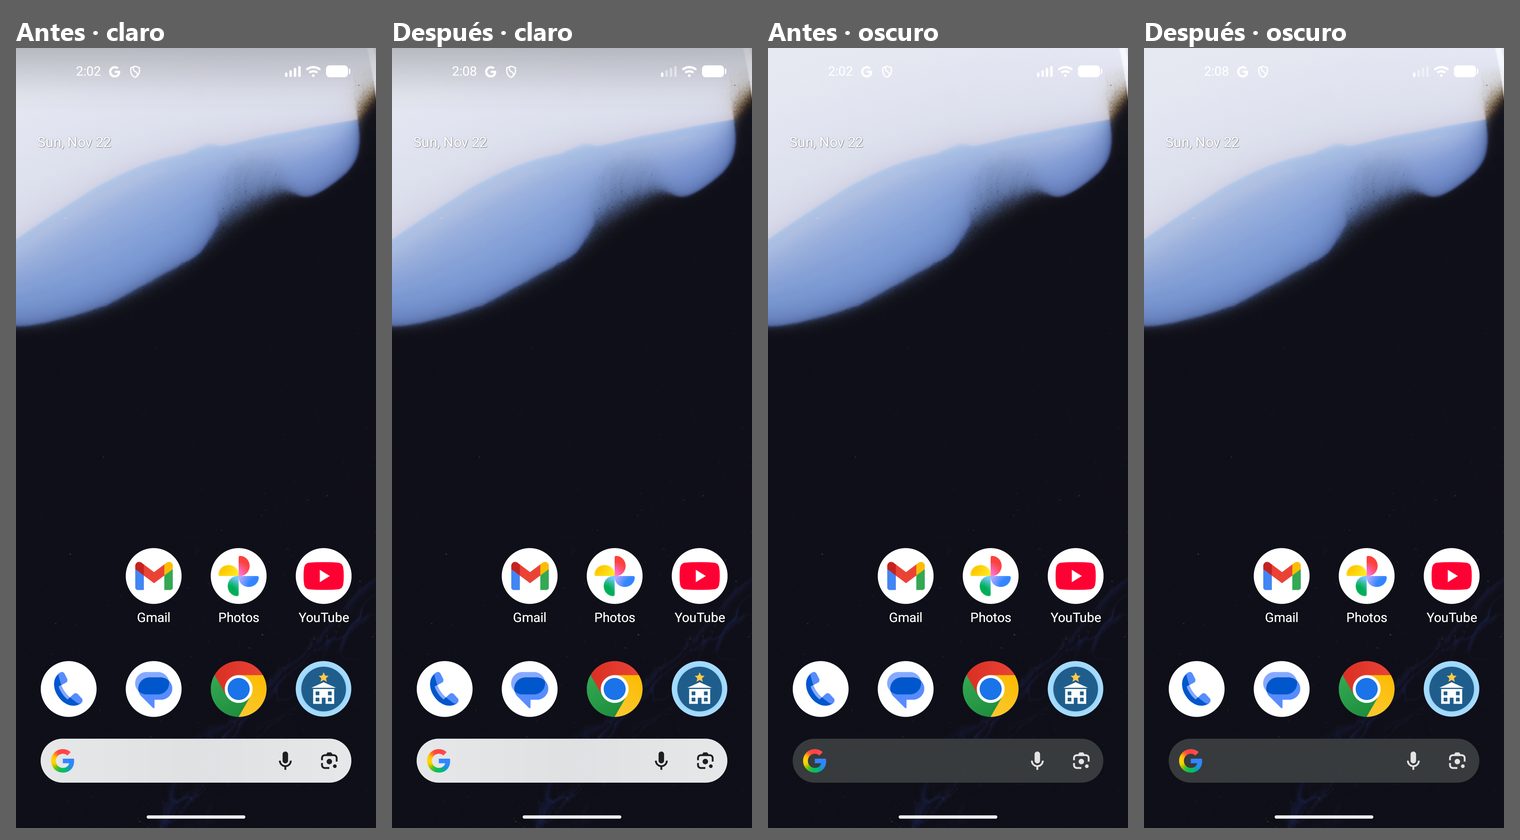 Antes · claro
2:02
Sun, Nov 22
Gmail Photos YouTube
Después · claro
2:08
Sun, Nov 22
Gmail Photos YouTube
Antes · oscuro
2:02
Sun, Nov 22
Gmail Photos YouTube
Después · oscuro
2:08
Sun, Nov 22
Gmail Photos YouTube